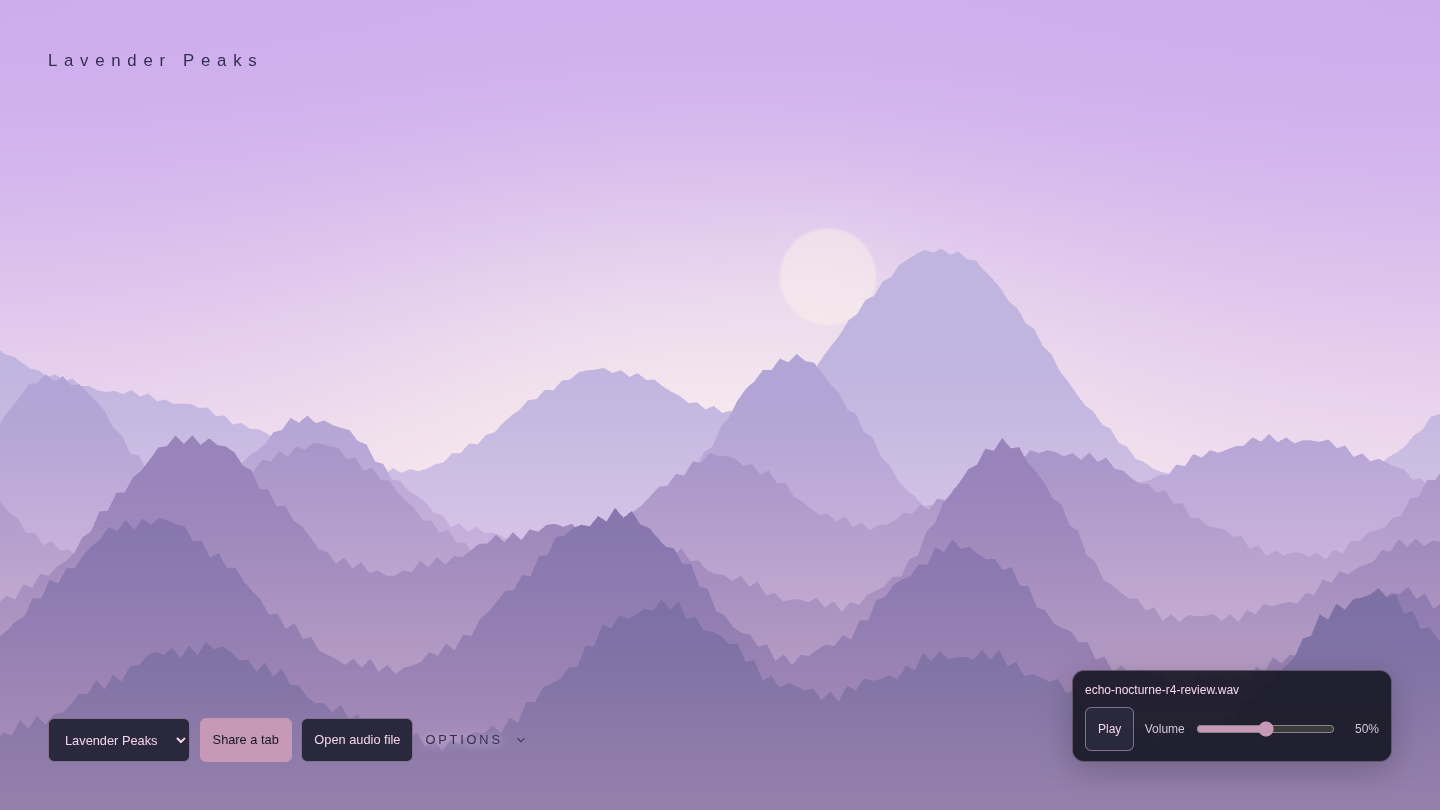 Lavender Peaks
echo-nocturne-r4-review.wav
Play Volume 50%
Lavender Peaks Share a tab Open audio file OPTIONS